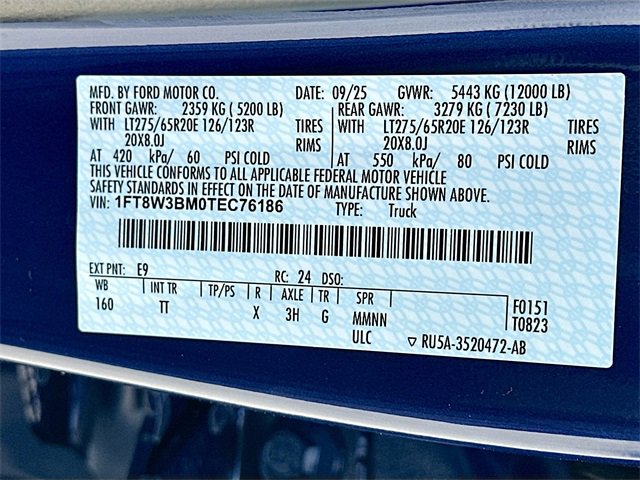 MFD. BY FORD MOTOR CO. DATE: 09/25 GVWR: 5443 KG (12000 LB)
FRONT GAWR: 2359 KG ( 5200 LB) REAR GAWR: 3279 KG ( 7230 LB)
WITH LT275/65R20E 126/123R TIRES WITH LT275/65R20E 126/123R TIRES
20X8.0J RIMS 20X8.0J RIMS
AT 420 kPa/ 60 PSI COLD AT 550 kPa/ 80 PSI COLD
THIS VEHICLE CONFORMS TO ALL APPLICABLE FEDERAL MOTOR VEHICLE
SAFETY STANDARDS IN EFFECT ON THE DATE OF MANUFACTURE SHOWN ABOVE.
VIN: 1FT8W3BM0TEC76186 TYPE: Truck
EXT PNT: E9 RC: 24 DSO:
WB INT TR TP/PS R AXLE TR SPR F0151
160 TT X 3H G MMNN T0823
ULC ▽ RU5A-3520472-AB